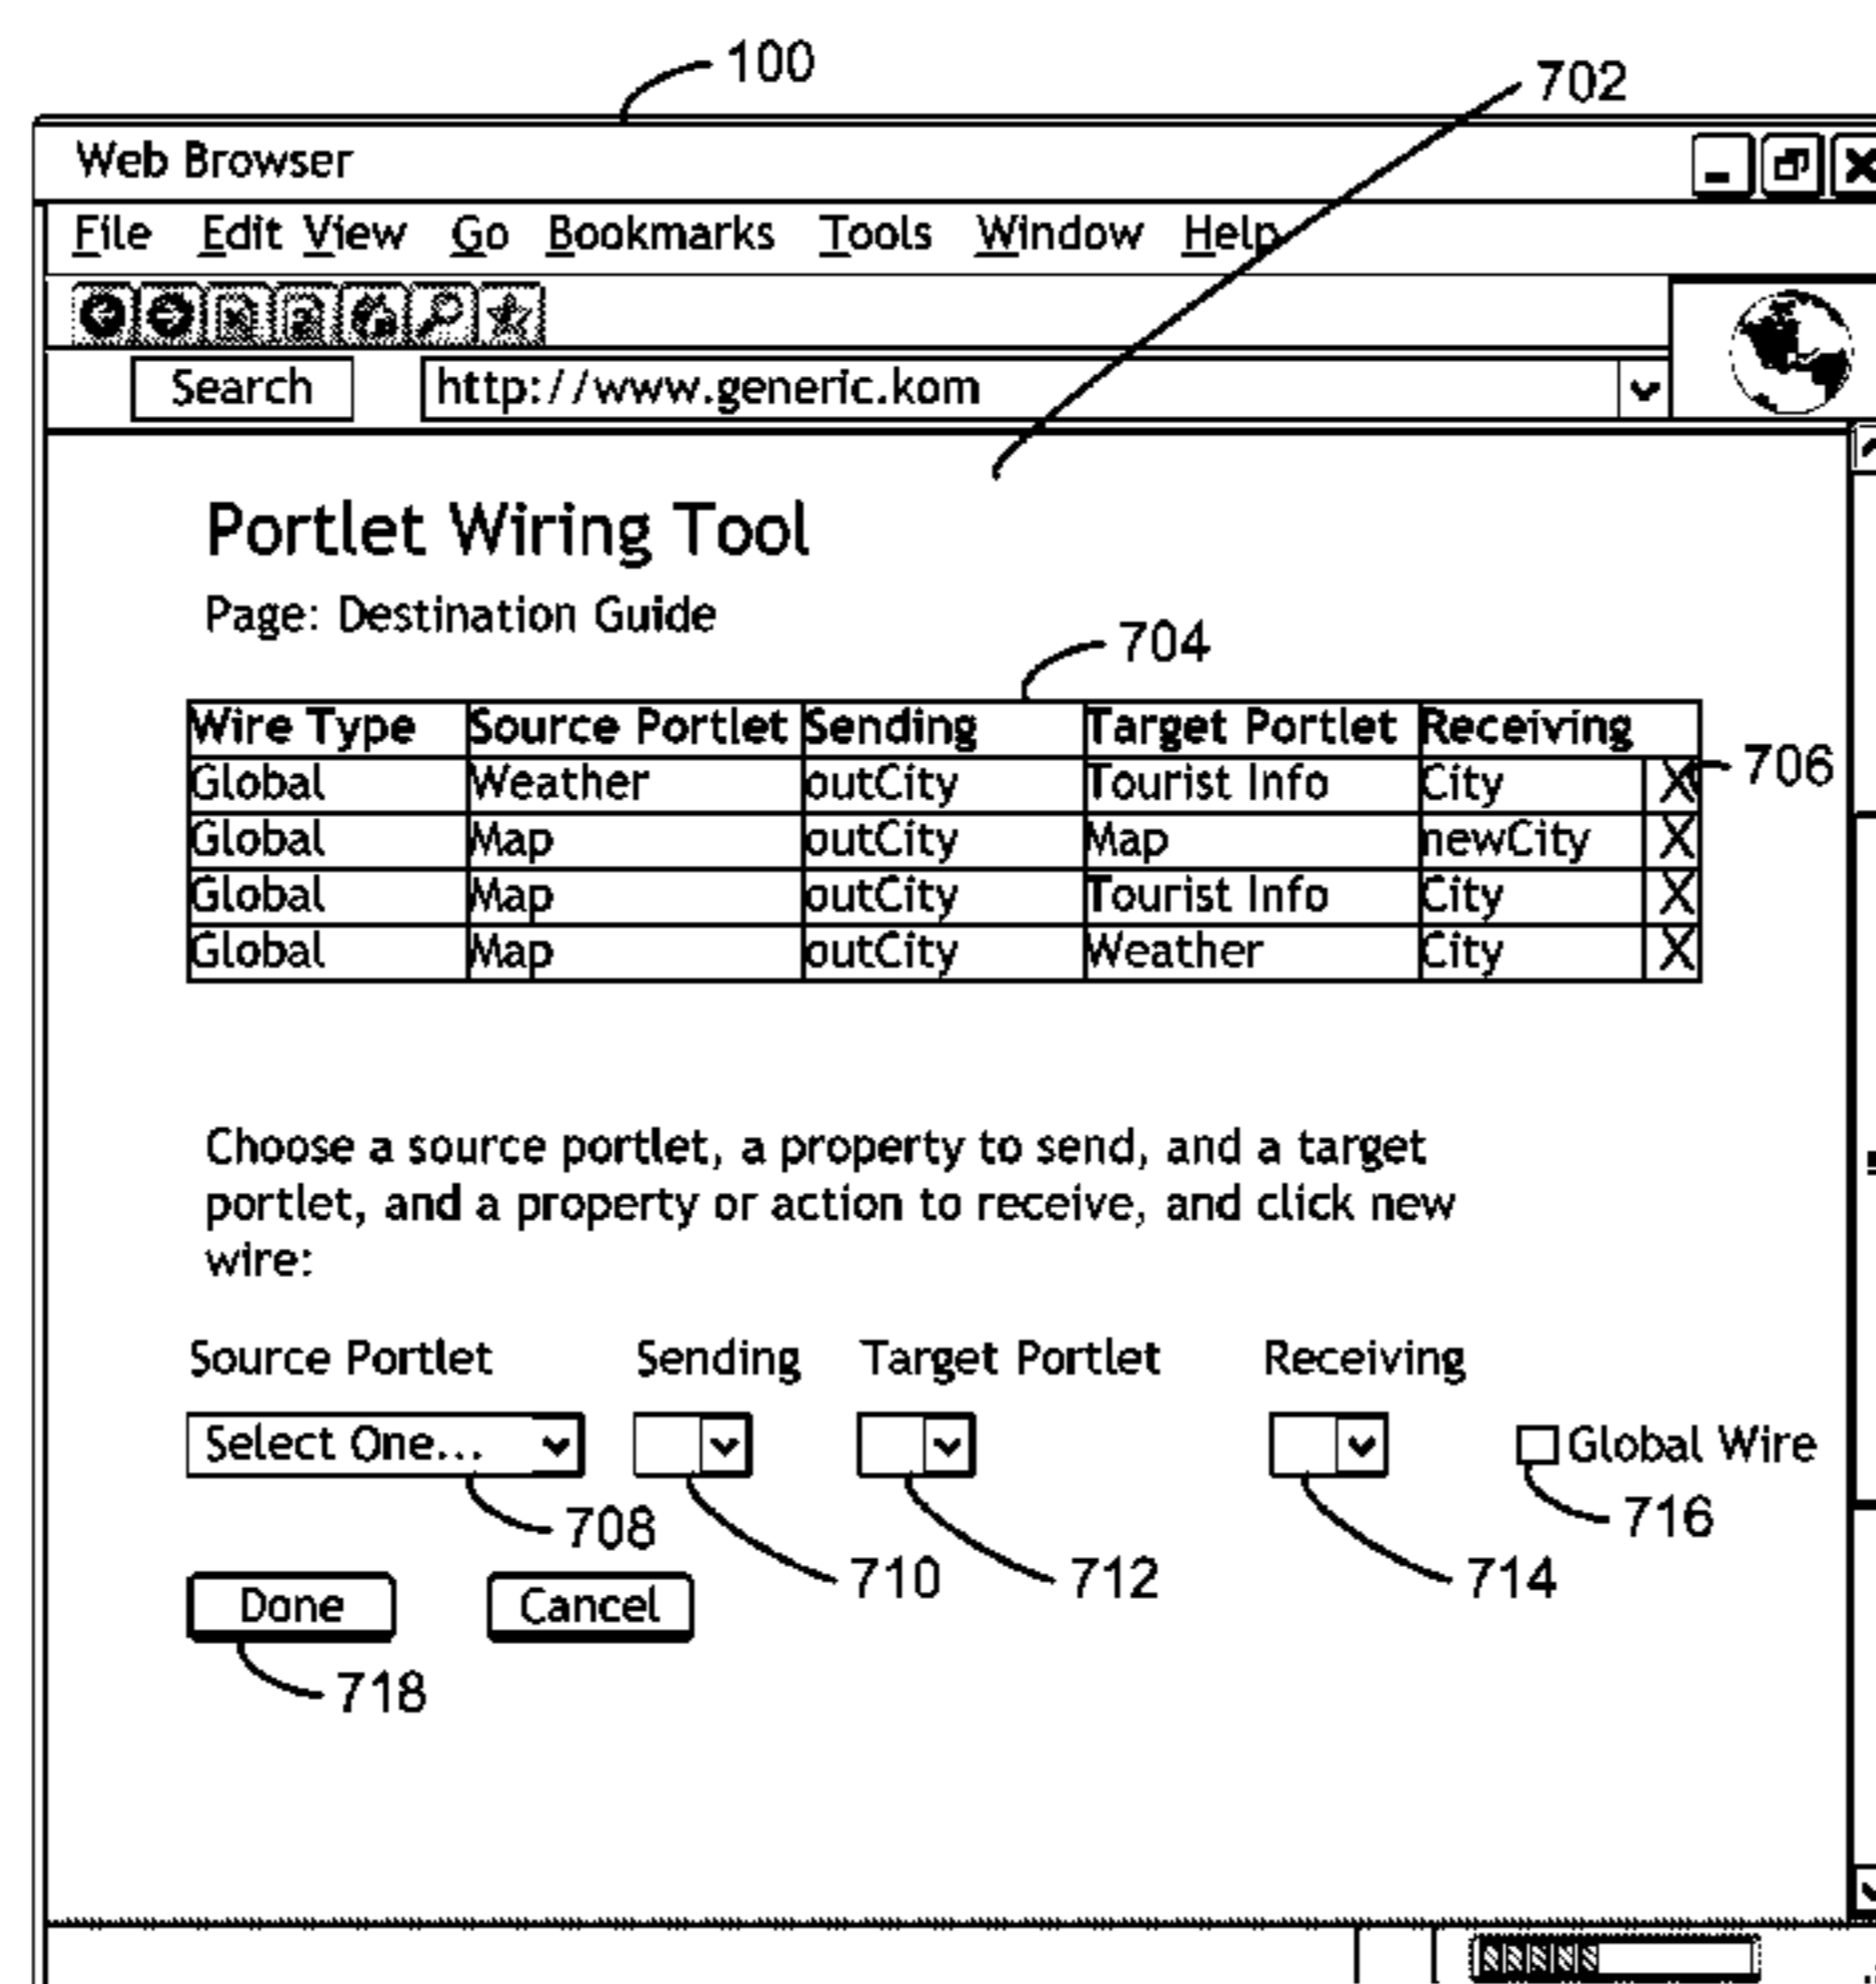 100
702
Web Browser
File Edit View Go Bookmarks Tools Window Help
Search http://www.generic.kom
Portlet Wiring Tool
Page: Destination Guide
704
Wire Type Source Portlet Sending Target Portlet Receiving
706
Global Weather outCity Tourist Info City X
Global Map outCity Map newCity X
Global Map outCity Tourist Info City X
Global Map outCity Weather City X
Choose a source portlet, a property to send, and a target
portlet, and a property or action to receive, and click new
wire:
Source Portlet Sending Target Portlet Receiving
Select One... Global Wire
708 710 712 714 716
Done Cancel
718